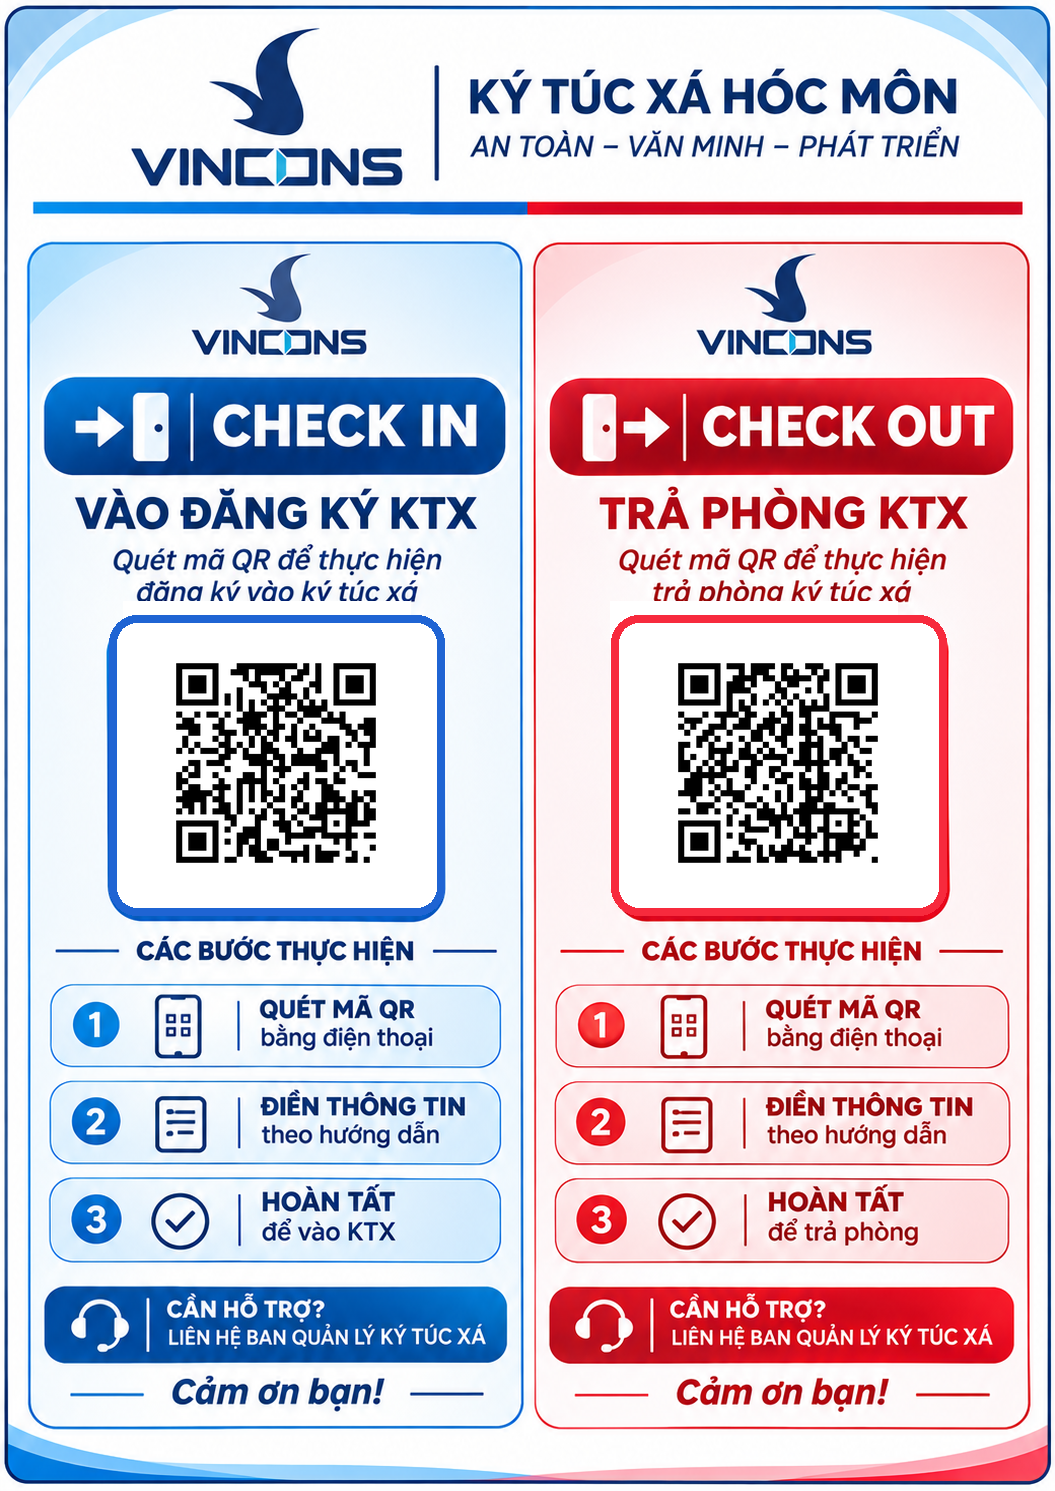 VINCONS
KÝ TÚC XÁ HÓC MÔN
AN TOÀN – VĂN MINH – PHÁT TRIỂN
VINCONS
CHECK IN
VÀO ĐĂNG KÝ KTX
Quét mã QR để thực hiện
đăng ký vào ký túc xá
CÁC BƯỚC THỰC HIỆN
1
QUÉT MÃ QR
bằng điện thoại
2
ĐIỀN THÔNG TIN
theo hướng dẫn
3
HOÀN TẤT
để vào KTX
CẦN HỖ TRỢ?
LIÊN HỆ BAN QUẢN LÝ KÝ TÚC XÁ
Cảm ơn bạn!
VINCONS
CHECK OUT
TRẢ PHÒNG KTX
Quét mã QR để thực hiện
trả phòng ký túc xá
CÁC BƯỚC THỰC HIỆN
1
QUÉT MÃ QR
bằng điện thoại
2
ĐIỀN THÔNG TIN
theo hướng dẫn
3
HOÀN TẤT
để trả phòng
CẦN HỖ TRỢ?
LIÊN HỆ BAN QUẢN LÝ KÝ TÚC XÁ
Cảm ơn bạn!